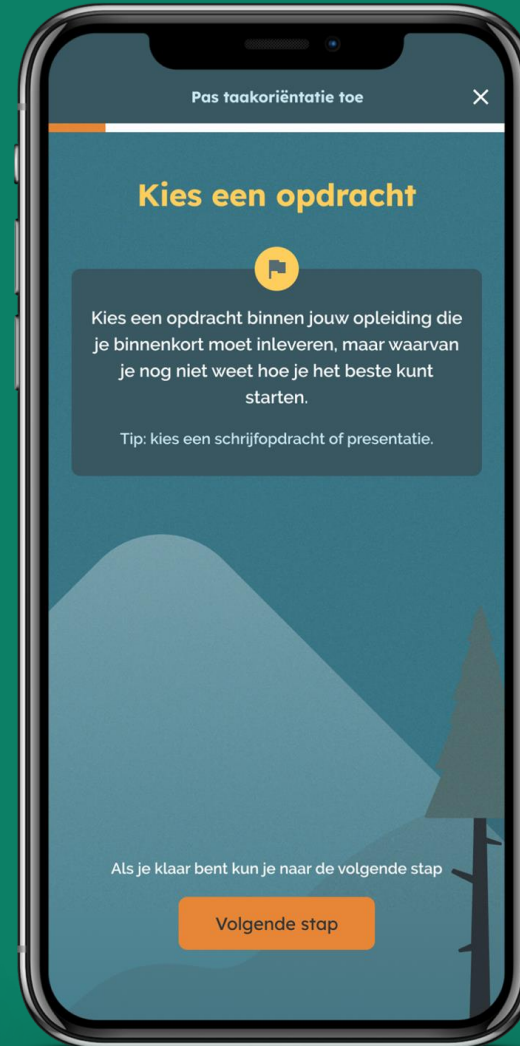 Pas taakoriëntatie toe
Kies een opdracht
Kies een opdracht binnen jouw opleiding die
je binnenkort moet inleveren, maar waarvan
je nog niet weet hoe je het beste kunt
starten.
Tip: kies een schrijfopdracht of presentatie.
Als je klaar bent kun je naar de volgende stap
Volgende stap